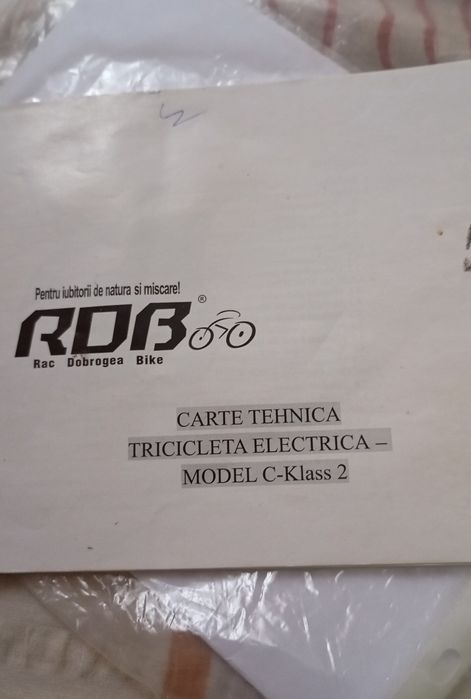 Pentru iubitorii de natura si miscare!
RDB®
Rac Dobrogea Bike
CARTE TEHNICA
TRICICLETA ELECTRICA –
MODEL C-Klass 2